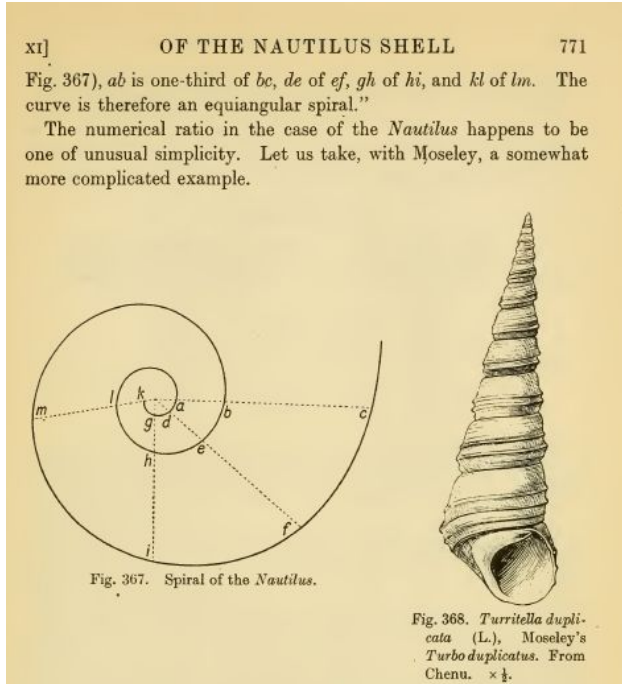 XI] OF THE NAUTILUS SHELL 771
Fig. 367), ab is one-third of bc, de of ef, gh of hi, and kl of lm. The
curve is therefore an equiangular spiral.”
The numerical ratio in the case of the Nautilus happens to be
one of unusual simplicity. Let us take, with Moseley, a somewhat
more complicated example.
m l k a b c
g d
h e
f
i
Fig. 367. Spiral of the Nautilus.
Fig. 368. Turritella dupli-
cata (L.), Moseley's
Turbo duplicatus. From
Chenu. × ½.